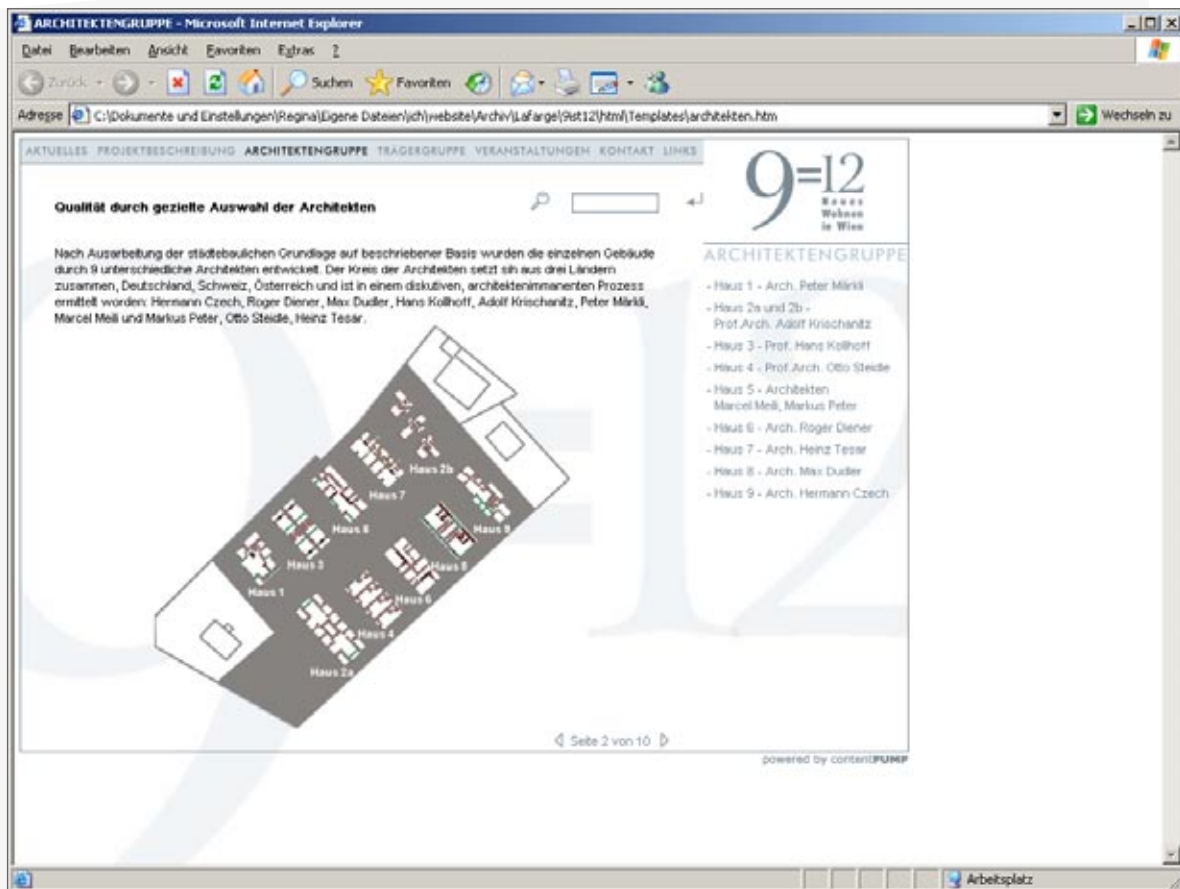 ARCHITEKTENGRUPPE - Microsoft Internet Explorer
Datei Bearbeiten Ansicht Favoriten Extras ?
Zurück Suchen Favoriten
Adresse C:\Dokumente und Einstellungen\Regina\Eigene Dateien\ich\website\Archiv\Lafarge\9ist12\html\Templates\architekten.htm Wechseln zu
AKTUELLES PROJEKTBESCHREIBUNG ARCHITEKTENGRUPPE TRÄGERGRUPPE VERANSTALTUNGEN KONTAKT LINKS
9=12
Neues
Wohnen
in Wien
Qualität durch gezielte Auswahl der Architekten
Nach Ausarbeitung der städtebaulichen Grundlage auf beschriebener Basis wurden die einzelnen Gebäude
durch 9 unterschiedliche Architekten entwickelt. Der Kreis der Architekten setzt sih aus drei Ländern
zusammen, Deutschland, Schweiz, Österreich und ist in einem diskutiven, architektenimmanenten Prozess
ermittelt worden: Hermann Czech, Roger Diener, Max Dudler, Hans Kollhoff, Adolf Krischanitz, Peter Märkli,
Marcel Meili und Markus Peter, Otto Steidle, Heinz Tesar.
ARCHITEKTENGRUPPE
- Haus 1 - Arch. Peter Märkli
- Haus 2a und 2b -
Prof.Arch. Adolf Krischanitz
- Haus 3 - Prof. Hans Kollhoff
- Haus 4 - Prof.Arch. Otto Steidle
- Haus 5 - Architekten
Marcel Meili, Markus Peter
- Haus 6 - Arch. Roger Diener
- Haus 7 - Arch. Heinz Tesar
- Haus 8 - Arch. Max Dudler
- Haus 9 - Arch. Hermann Czech
Haus 2b
Haus 7
Haus 9
Haus
Haus 3
Haus
Haus 1
Haus 6
Haus 4
Haus 2a
Seite 2 von 10
powered by contentPUMP
Arbeitsplatz